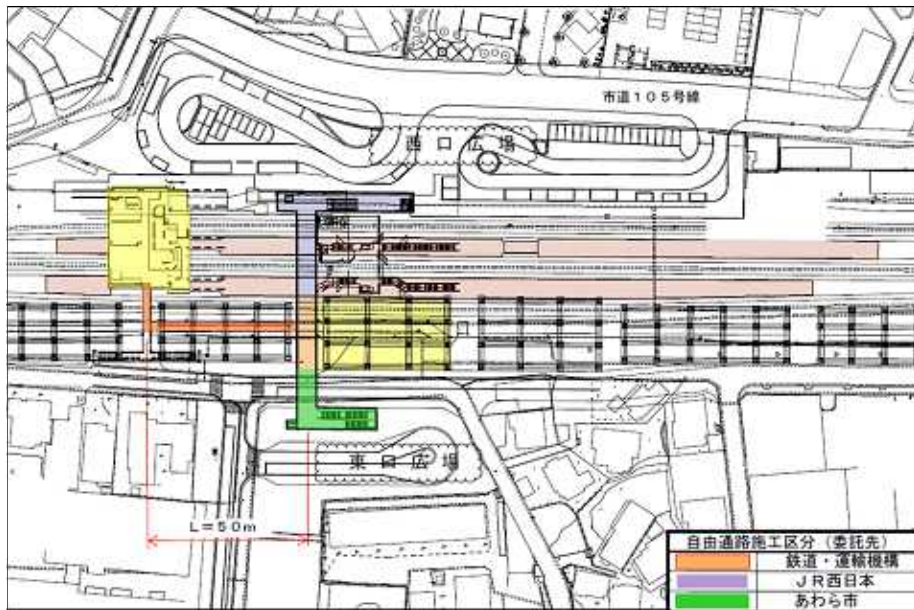 市道105号線
西口広場
東口広場
L=50m
自由通路施工区分（委託先）
鉄道・運輸機構
JR西日本
あわら市